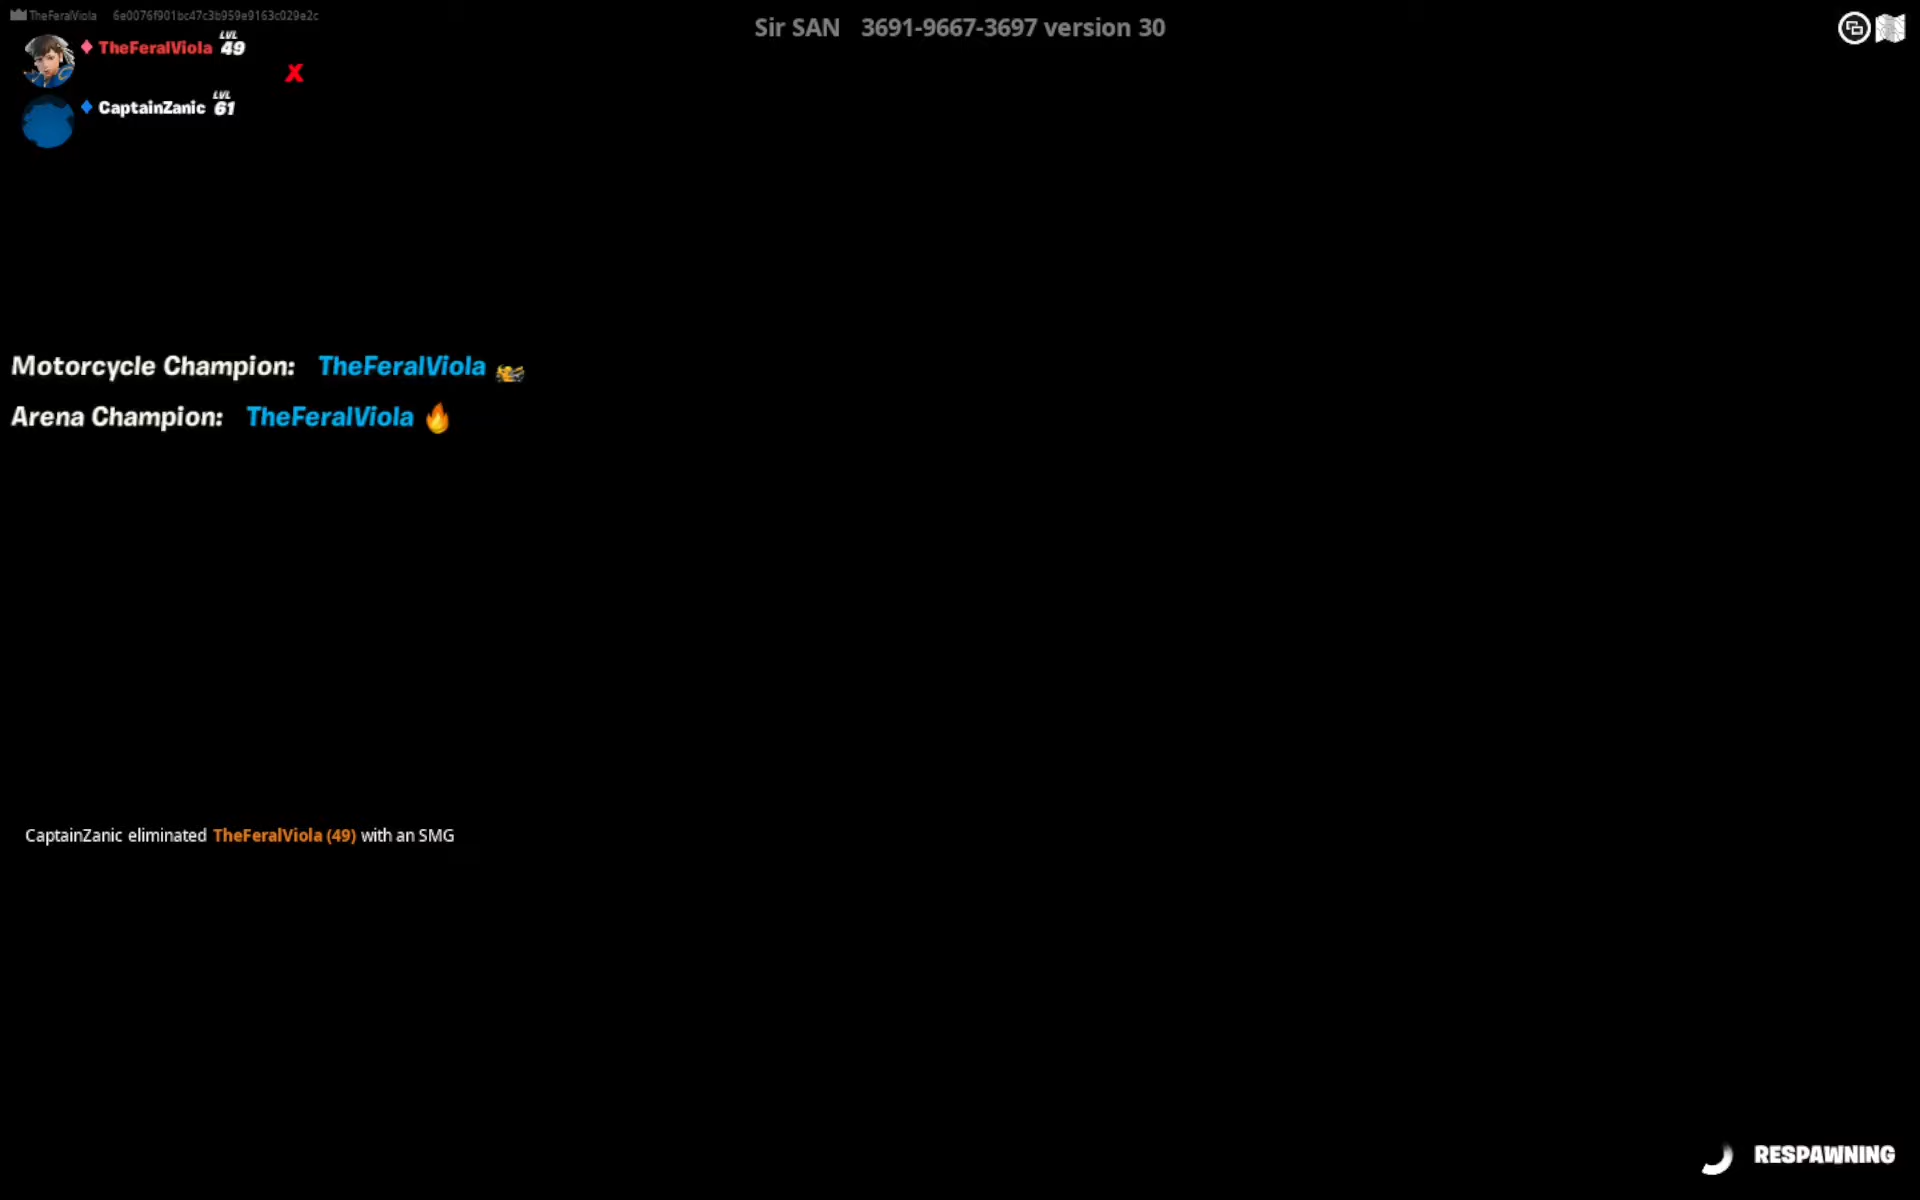 TheFeralViola 6e0076f901bc47c3b959e9163c029e2c
Sir SAN 3691-9667-3697 version 30
TheFeralViola LVL 49
X
CaptainZanic LVL 61
Motorcycle Champion: TheFeralViola
Arena Champion: TheFeralViola 🔥
CaptainZanic eliminated TheFeralViola (49) with an SMG
RESPAWNING